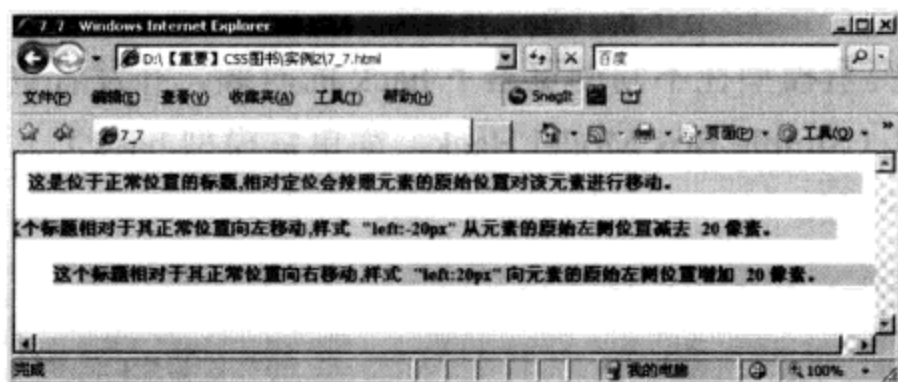 7_7 Windows Internet Explorer
D:\【重要】CSS图书\实例2\7_7.html
百度
文件(F) 编辑(E) 查看(V) 收藏夹(A) 工具(T) 帮助(H) SnagIt
7_7 页面(P) 工具(O) »
这是位于正常位置的标题,相对定位会按照元素的原始位置对该元素进行移动。
个标题相对于其正常位置向左移动,样式 "left:-20px" 从元素的原始左侧位置减去 20 像素。
这个标题相对于其正常位置向右移动,样式 "left:20px" 向元素的原始左侧位置增加 20 像素。
完成 我的电脑 100%